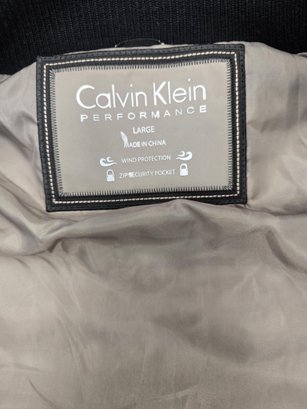 Calvin Klein
PERFORMANCE
LARGE
MADE IN CHINA
WIND PROTECTION
ZIP SECURITY POCKET